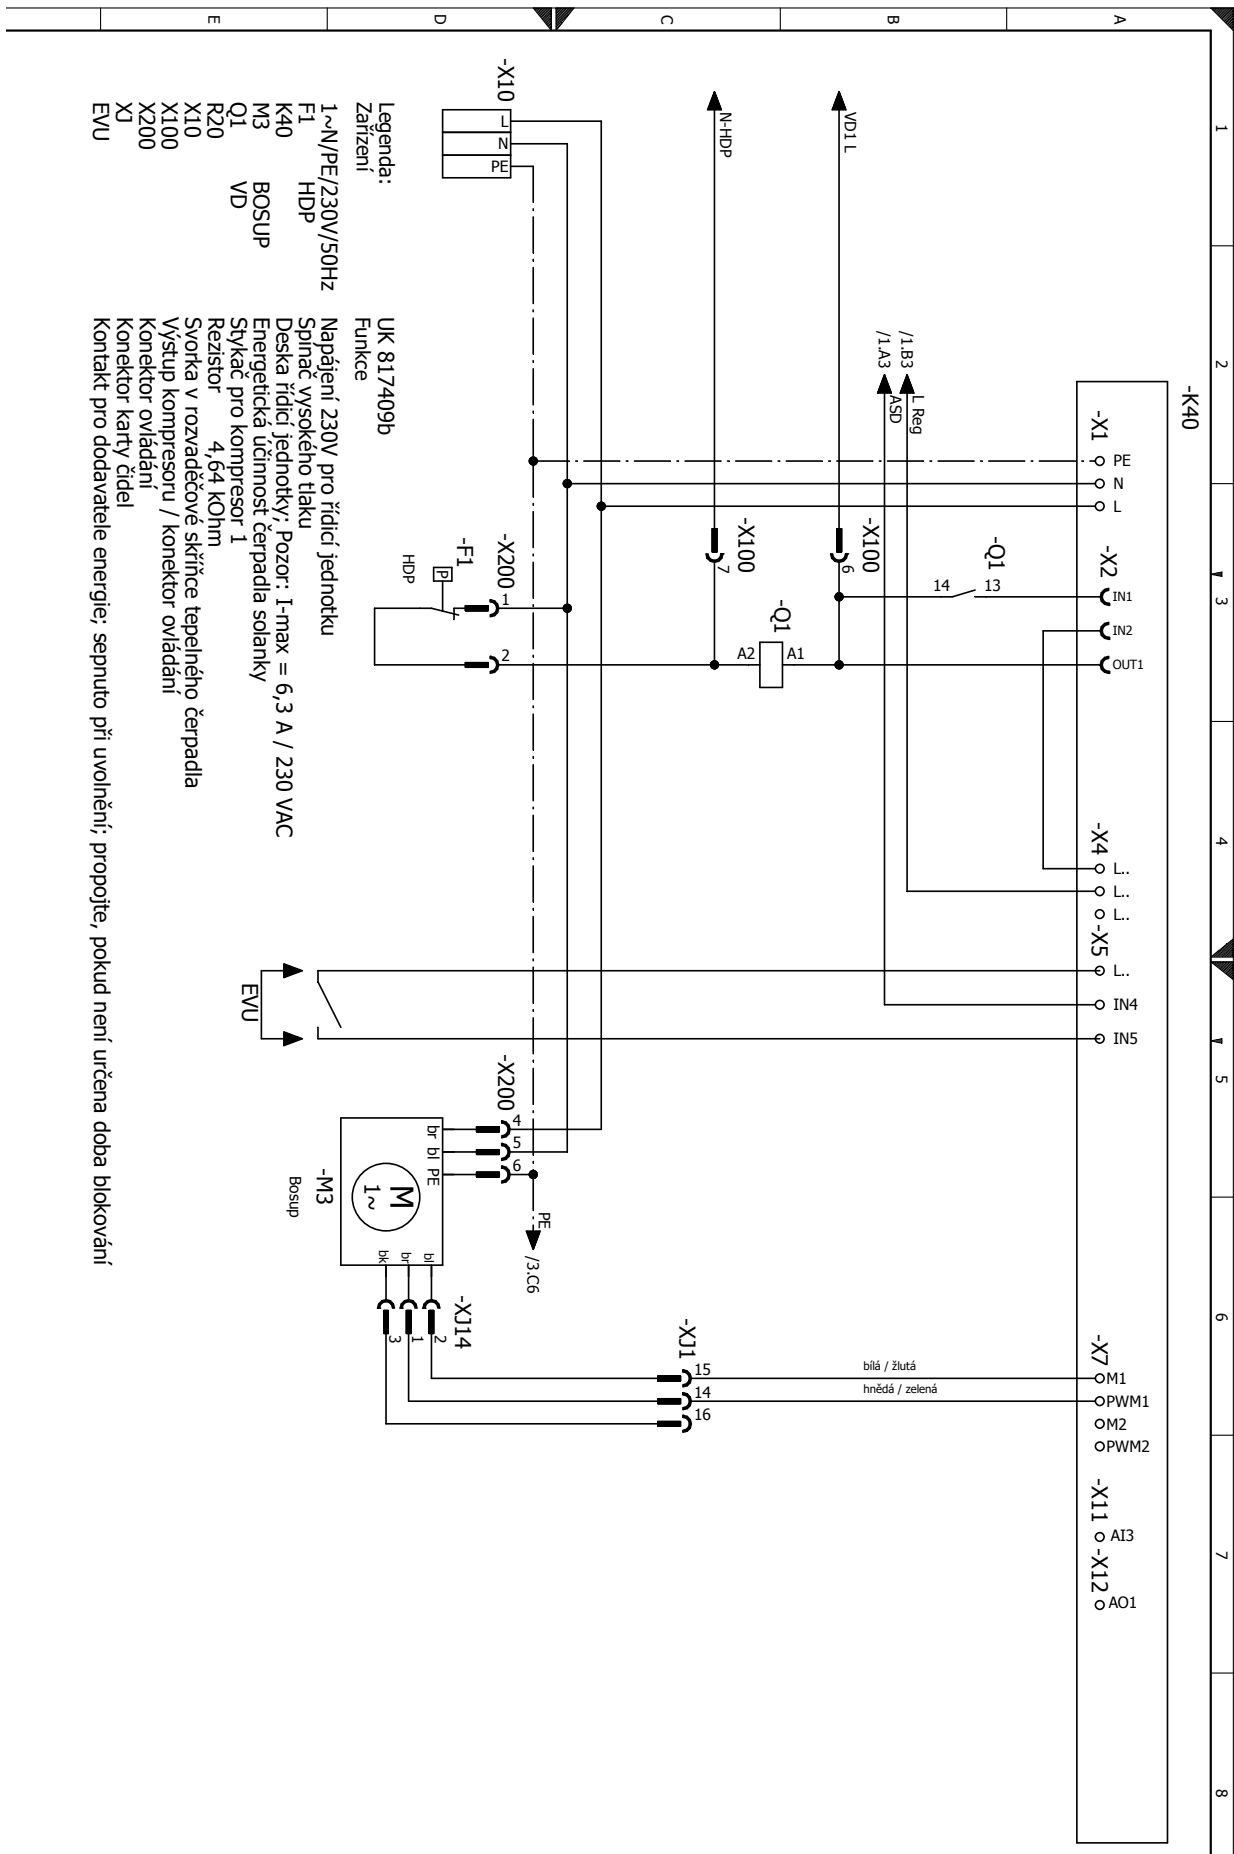 A
B
C
D
E
1
2
3
4
5
6
7
8
-K40
-X1
PE
N
L
-X2
IN1
IN2
OUT1
-X4
L..
L..
L..
-X5
L..
IN4
IN5
-X7
M1
PWM1
M2
PWM2
-X11
AI3
-X12
AO1
VD1 L
N-HDP
/1.B3
L Reg
/1.A3
ASD
-Q1
14
13
-X100
6
-X100
7
-Q1
A2
A1
-X10
L
N
PE
-X200
1
2
-F1
P
HDP
EVU
-X200
4
5
6
br
bl
PE
PE
/3.C6
M
1~
-M3
Bosup
bk
br
bl
-XJ14
3
1
2
-XJ1
15
14
16
bílá / žlutá
hnědá / zelená
Legenda: UK 817409b
Zařízení Funkce
1~N/PE/230V/50Hz Napájení 230V pro řídicí jednotku
F1 HDP Spínač vysokého tlaku
K40 Deska řídicí jednotky; Pozor: I-max = 6,3 A / 230 VAC
M3 BOSUP Energetická účinnost čerpadla solanky
Q1 VD Stykač pro kompresor 1
R20 Rezistor 4,64 kOhm
X10 Svorka v rozvaděčové skříňce tepelného čerpadla
X100 Výstup kompresoru / konektor ovládání
X200 Konektor ovládání
XJ Konektor karty čidel
EVU Kontakt pro dodavatele energie; sepnuto při uvolnění; propojte, pokud není určena doba blokování